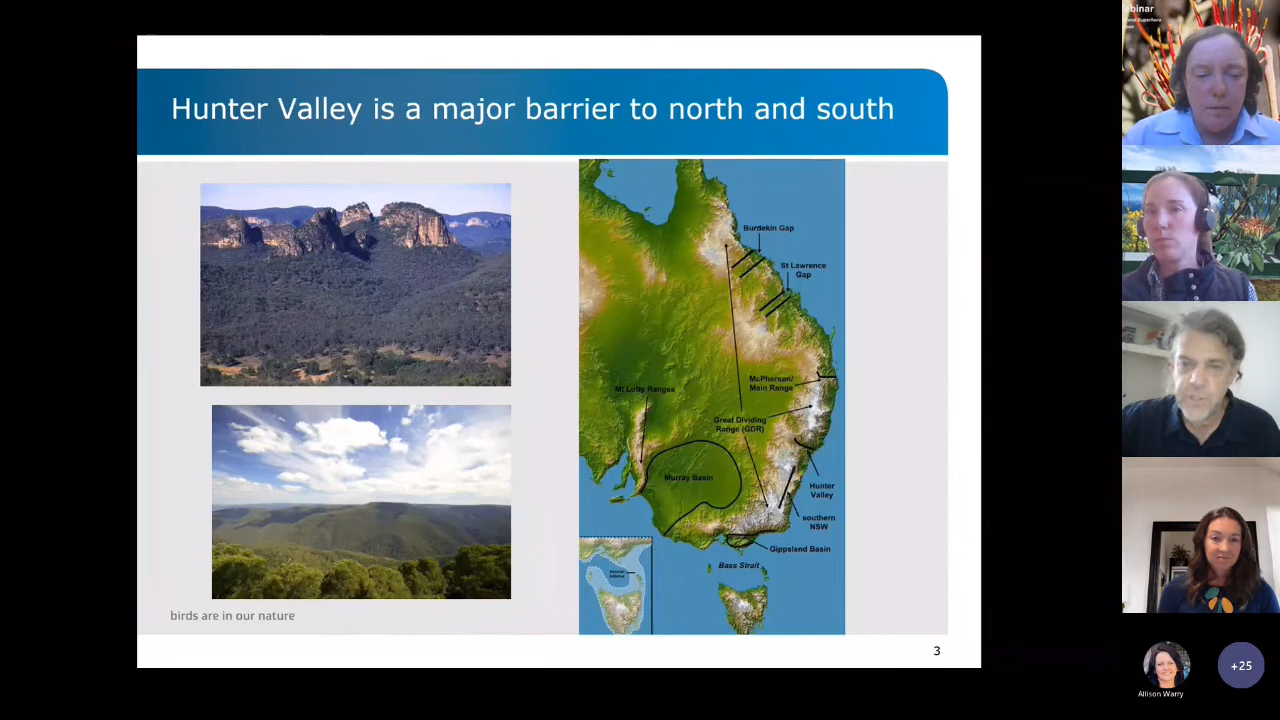 Hunter Valley is a major barrier to north and south
Burdekin Gap
St Lawrence
Gap
McPherson/
Main Range
Mt Lofty Ranges
Great Dividing
Range (GDR)
Murray Basin
Hunter
Valley
southern
NSW
Gippsland Basin
Bass Strait
birds are in our nature
3
ebinar
Superhero
+25
Allison Warry